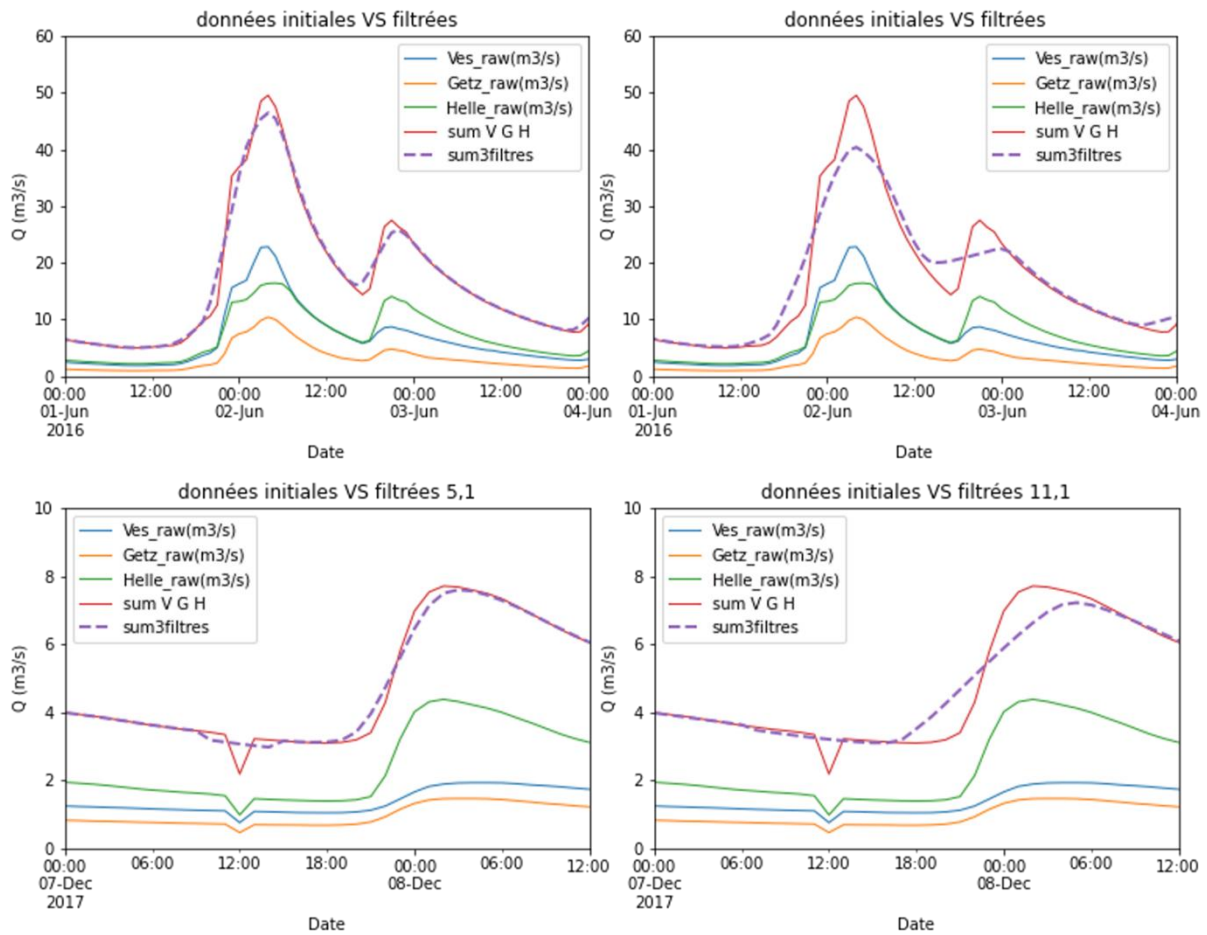 données initiales VS filtrées
60
50
40
30
20
10
0
Q (m3/s)
Ves_raw(m3/s)
Getz_raw(m3/s)
Helle_raw(m3/s)
sum V G H
sum3filtres
00:00 12:00 00:00 12:00 00:00 12:00 00:00
01-Jun 02-Jun 03-Jun 04-Jun
2016
Date
données initiales VS filtrées
60
50
40
30
20
10
0
Q (m3/s)
Ves_raw(m3/s)
Getz_raw(m3/s)
Helle_raw(m3/s)
sum V G H
sum3filtres
00:00 12:00 00:00 12:00 00:00 12:00 00:00
01-Jun 02-Jun 03-Jun 04-Jun
2016
Date
données initiales VS filtrées 5,1
10
8
6
4
2
0
Q (m3/s)
Ves_raw(m3/s)
Getz_raw(m3/s)
Helle_raw(m3/s)
sum V G H
sum3filtres
00:00 06:00 12:00 18:00 00:00 06:00 12:00
07-Dec 08-Dec
2017
Date
données initiales VS filtrées 11,1
10
8
6
4
2
0
Q (m3/s)
Ves_raw(m3/s)
Getz_raw(m3/s)
Helle_raw(m3/s)
sum V G H
sum3filtres
00:00 06:00 12:00 18:00 00:00 06:00 12:00
07-Dec 08-Dec
2017
Date